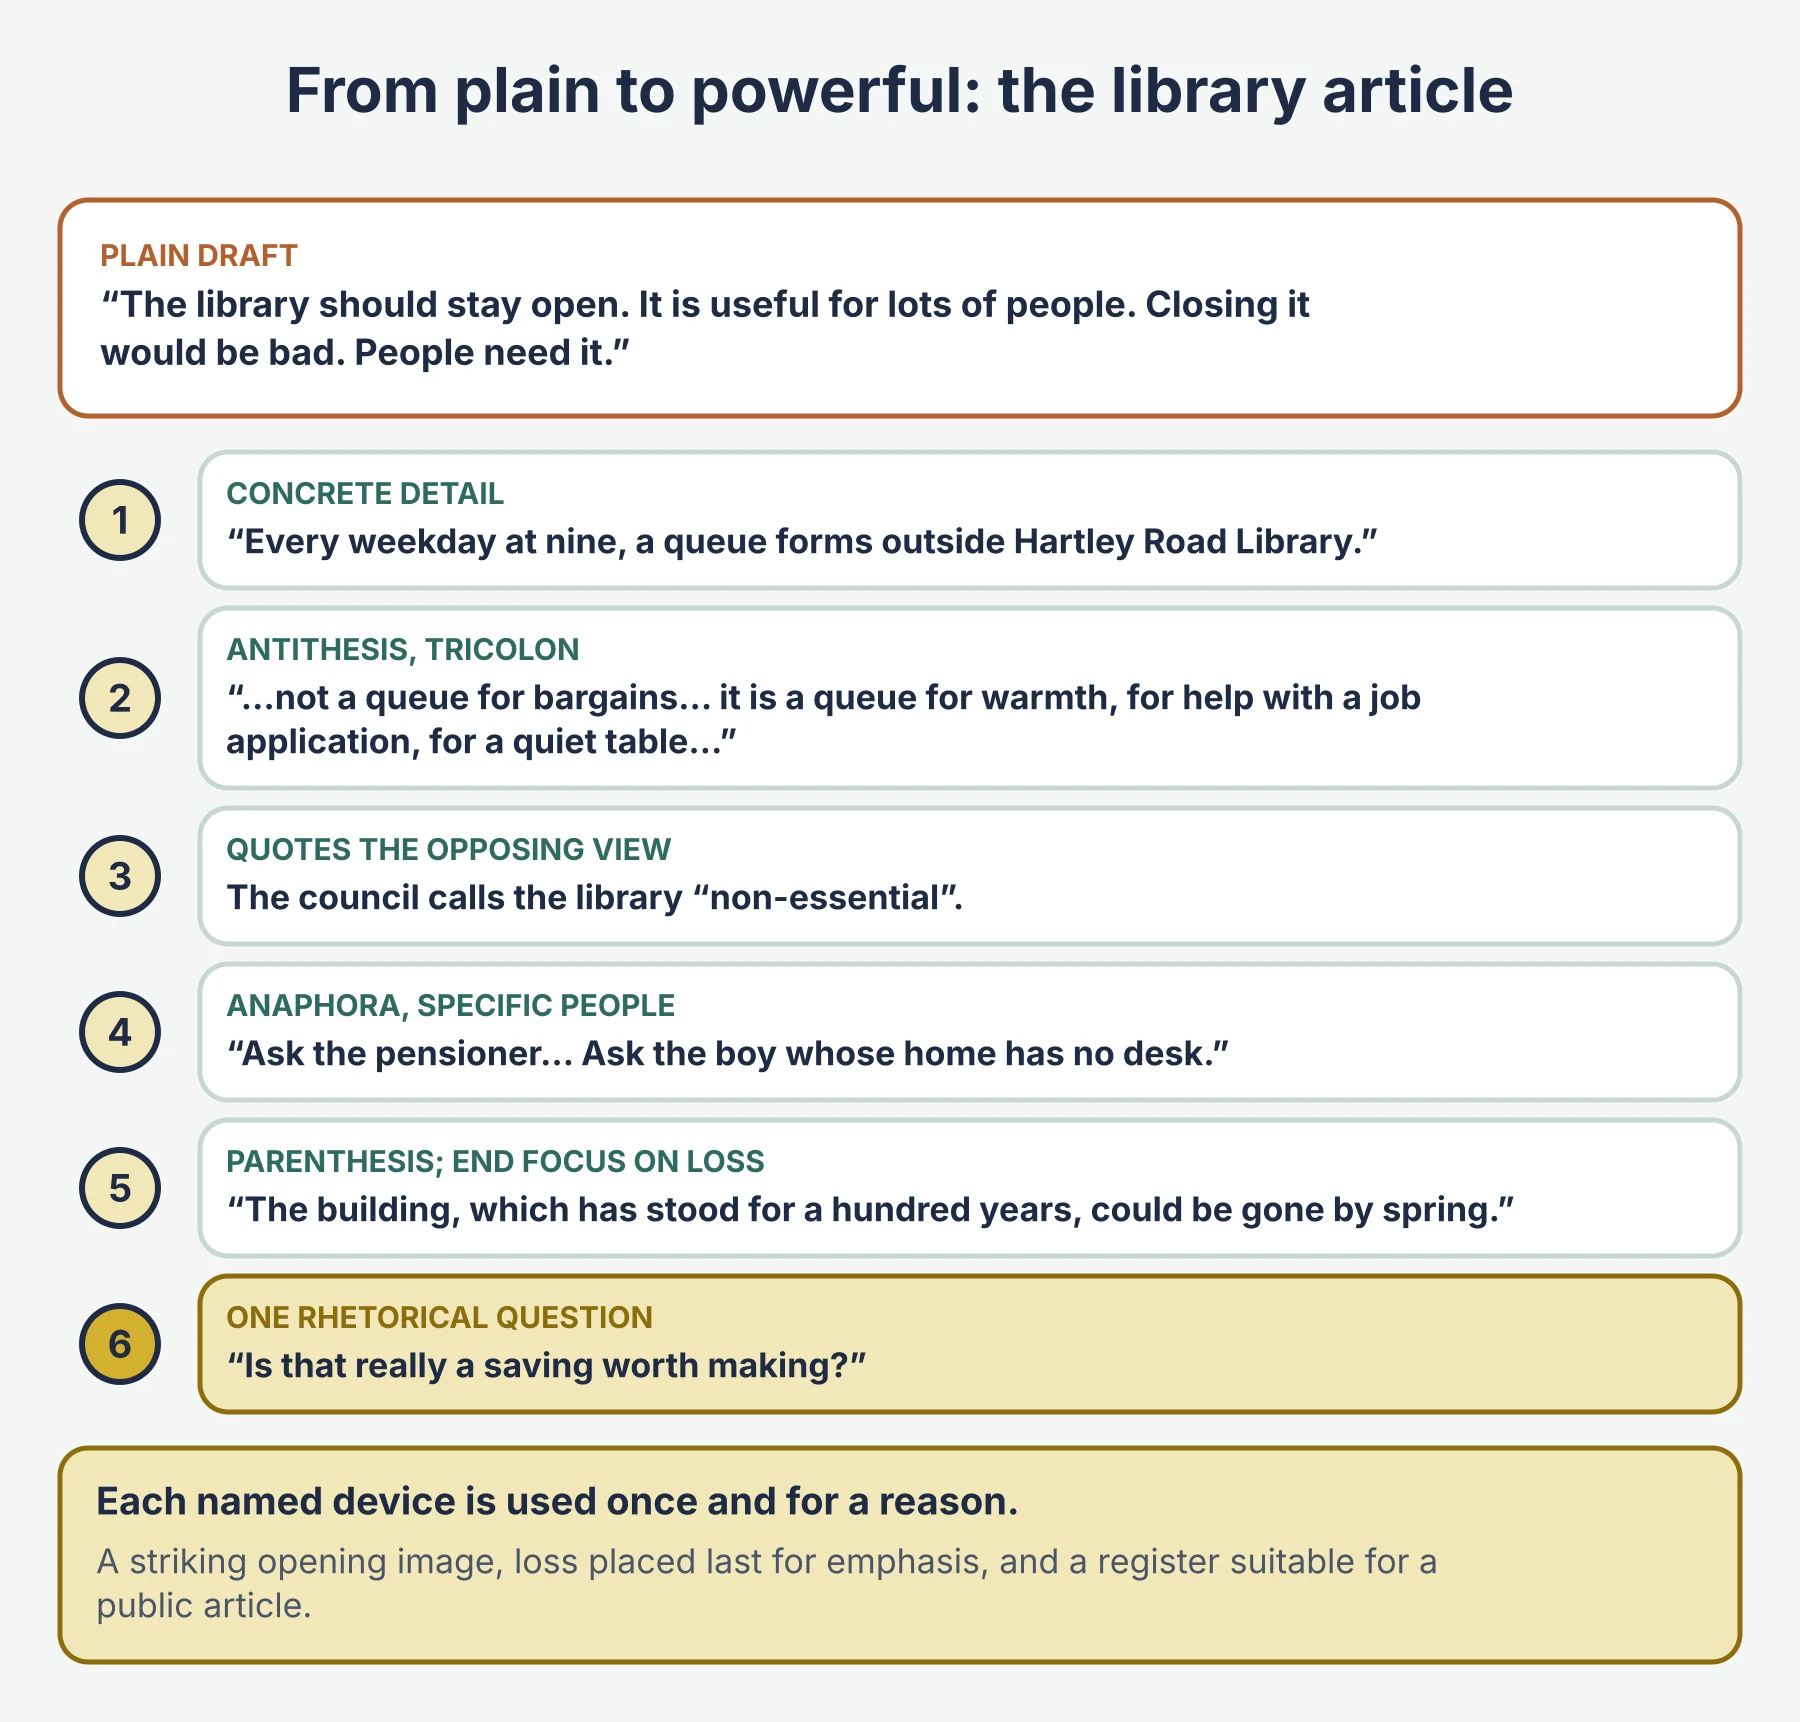 From plain to powerful: the library article
PLAIN DRAFT
“The library should stay open. It is useful for lots of people. Closing it
would be bad. People need it.”
1
CONCRETE DETAIL
“Every weekday at nine, a queue forms outside Hartley Road Library.”
2
ANTITHESIS, TRICOLON
“…not a queue for bargains… it is a queue for warmth, for help with a job
application, for a quiet table…”
3
QUOTES THE OPPOSING VIEW
The council calls the library “non-essential”.
4
ANAPHORA, SPECIFIC PEOPLE
“Ask the pensioner… Ask the boy whose home has no desk.”
5
PARENTHESIS; END FOCUS ON LOSS
“The building, which has stood for a hundred years, could be gone by spring.”
6
ONE RHETORICAL QUESTION
“Is that really a saving worth making?”
Each named device is used once and for a reason.
A striking opening image, loss placed last for emphasis, and a register suitable for a
public article.